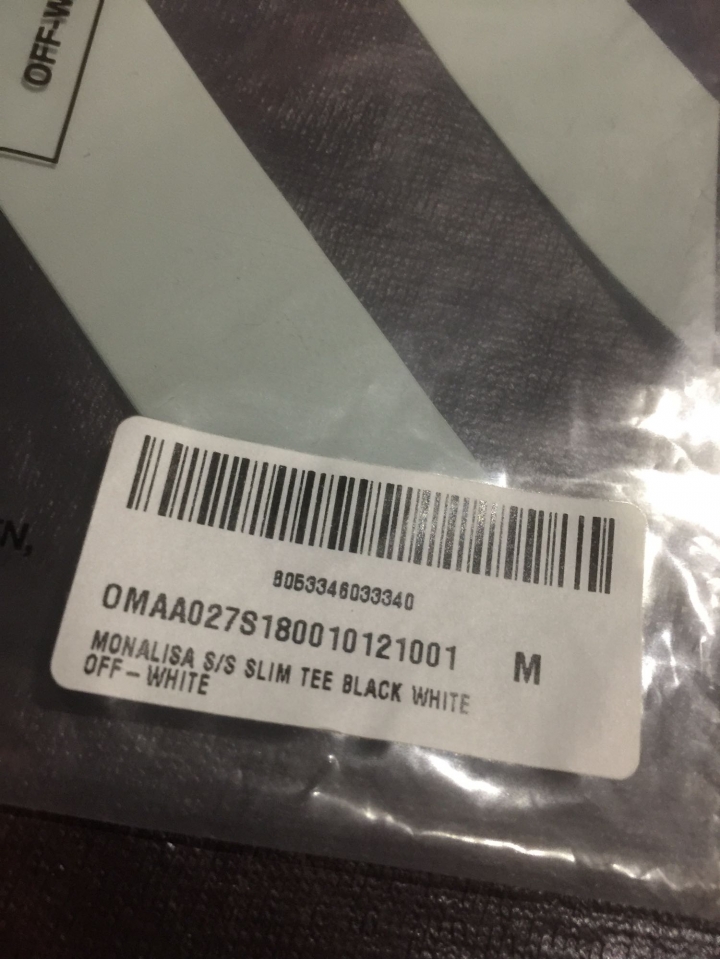 OFF-W
8053346033340
OMAA027S180010121001 M
MONALISA S/S SLIM TEE BLACK WHITE
OFF-WHITE